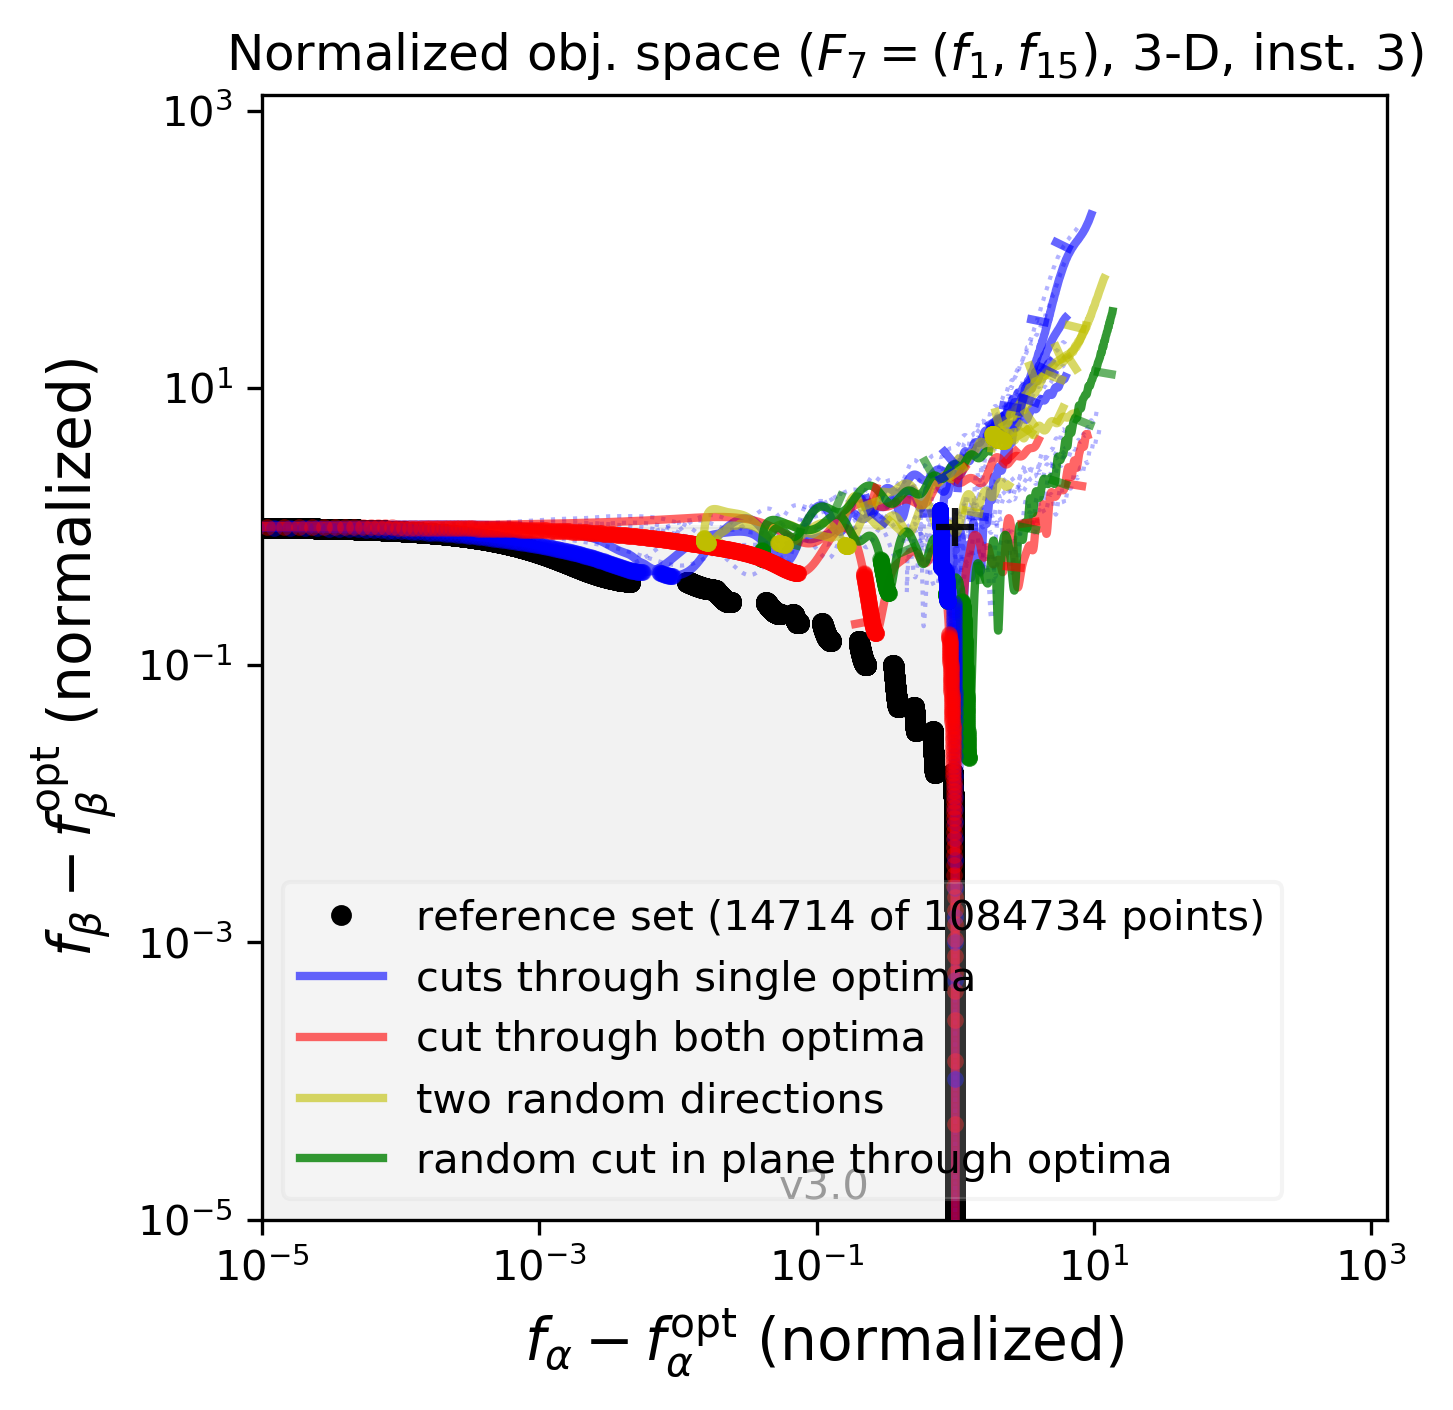 Normalized obj. space (F₇ = (f₁, f₁₅), 3-D, inst. 3)
10³
10¹
10⁻¹
10⁻³
10⁻⁵
f_β − f_β^opt (normalized)
reference set (14714 of 1084734 points)
cuts through single optima
cut through both optima
two random directions
random cut in plane through optima
v3.0
10⁻⁵ 10⁻³ 10⁻¹ 10¹ 10³
f_α − f_α^opt (normalized)